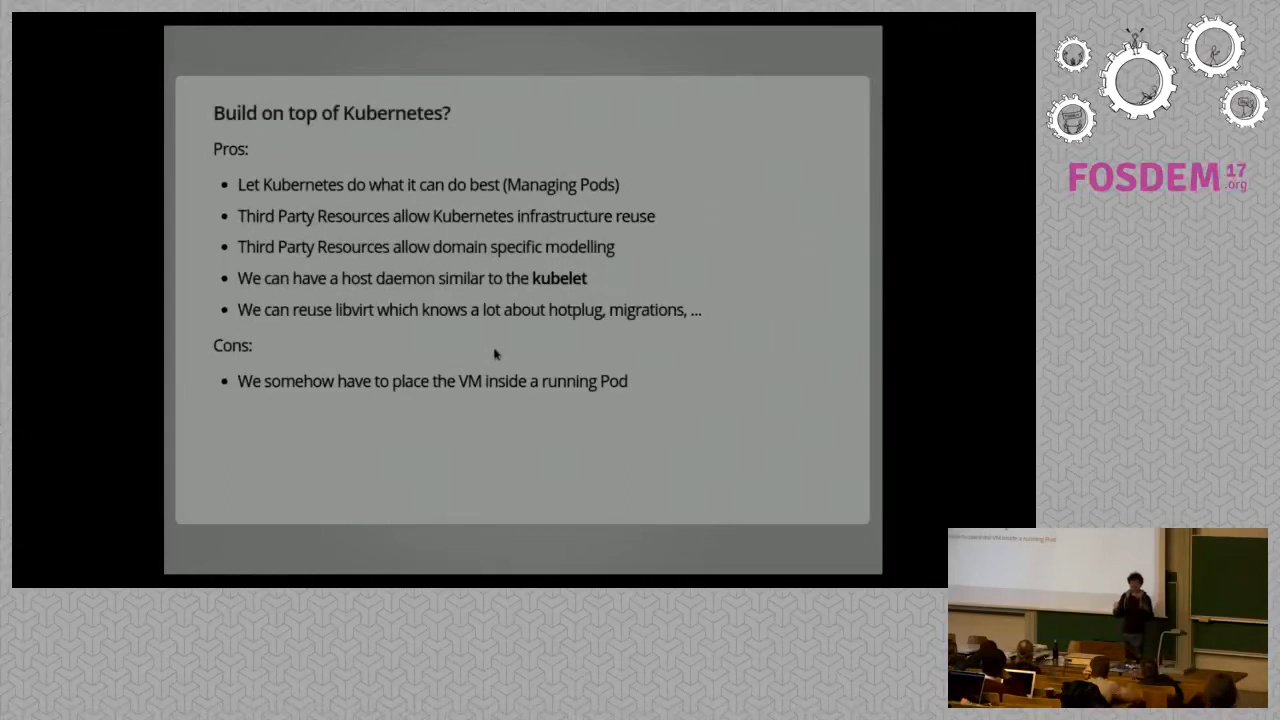 Build on top of Kubernetes?
Pros:
• Let Kubernetes do what it can do best (Managing Pods)
• Third Party Resources allow Kubernetes infrastructure reuse
• Third Party Resources allow domain specific modelling
• We can have a host daemon similar to the kubelet
• We can reuse libvirt which knows a lot about hotplug, migrations, ...
Cons:
• We somehow have to place the VM inside a running Pod
FOSDEM 17
.org